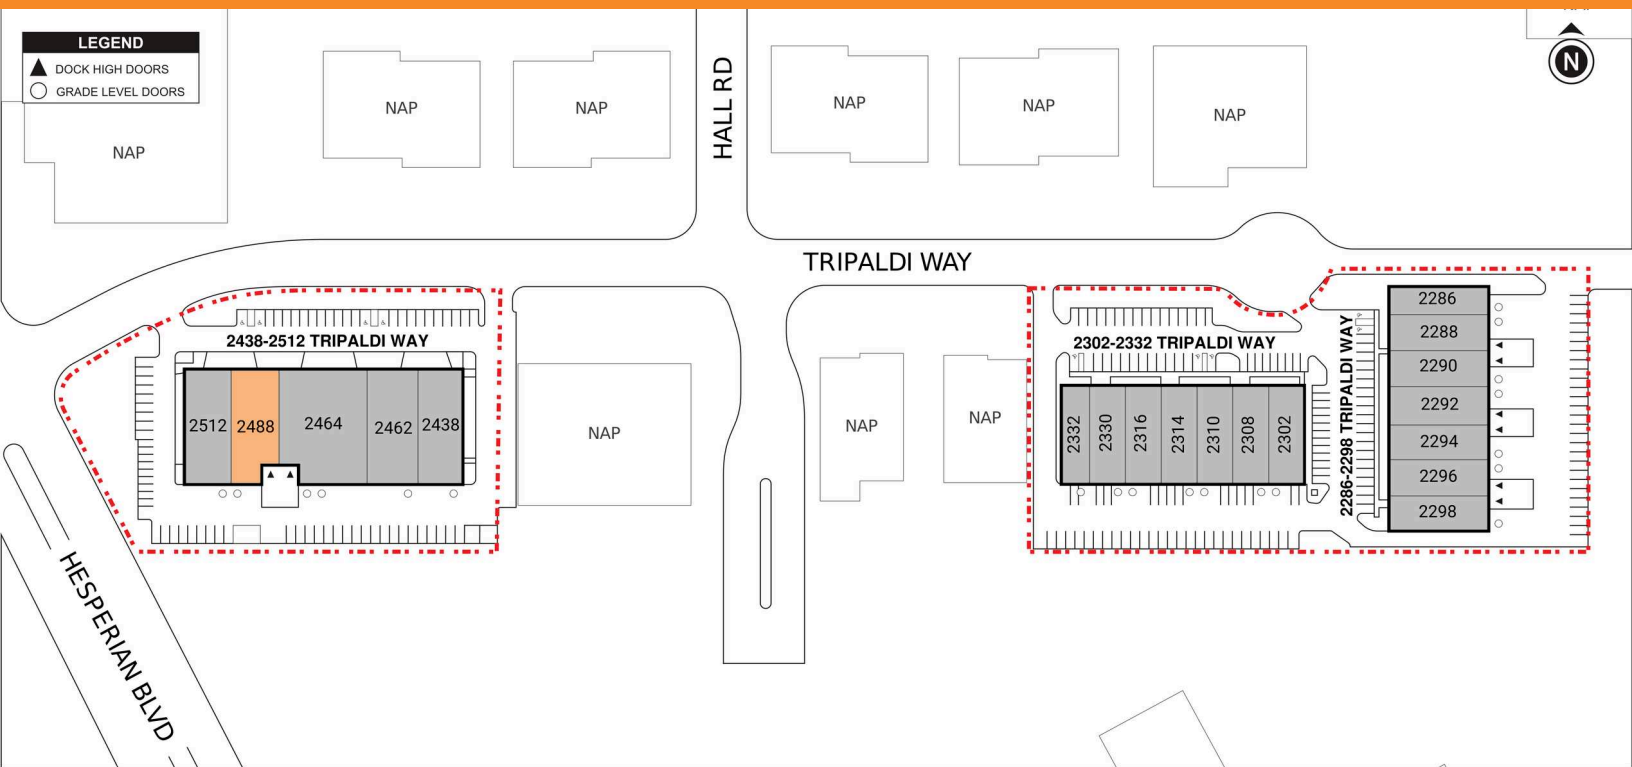 LEGEND
DOCK HIGH DOORS
GRADE LEVEL DOORS
N
NAP
NAP
NAP
NAP
NAP
NAP
HALL RD
TRIPALDI WAY
2438-2512 TRIPALDI WAY
2512
2488
2464
2462
2438
NAP
NAP
NAP
2302-2332 TRIPALDI WAY
2332
2330
2316
2314
2310
2308
2302
2286-2298 TRIPALDI WAY
2286
2288
2290
2292
2294
2296
2298
HESPERIAN BLVD